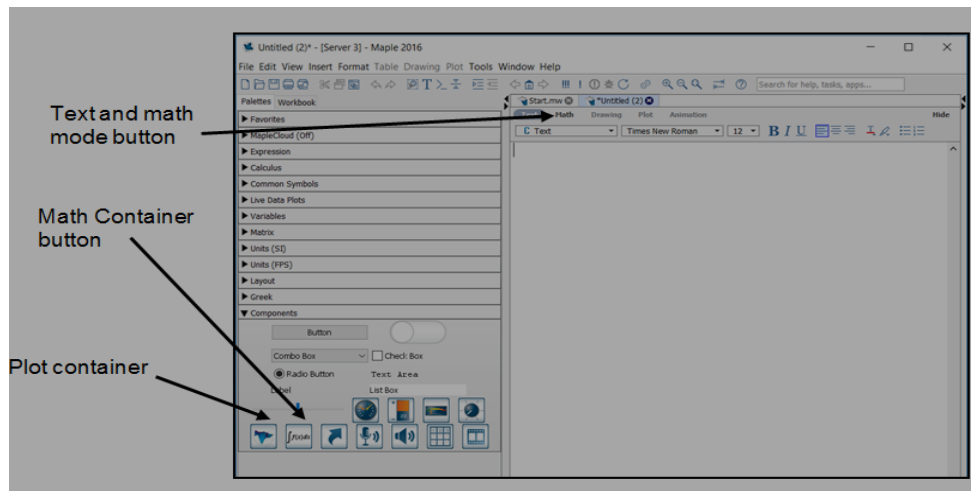 Untitled (2)* - [Server 3] - Maple 2016
File Edit View Insert Format Table Drawing Plot Tools Window Help
Search for help, tasks, apps...
Palettes Workbook
Start.mw *Untitled (2)
Text and math
mode button
Text Math Drawing Plot Animation Hide
C Text Times New Roman 12 B I U
Favorites
MapleCloud (Off)
Expression
Calculus
Common Symbols
Live Data Plots
Variables
Matrix
Units (SI)
Units (FPS)
Layout
Greek
Components
Math Container
button
Button
Combo Box Check Box
Radio Button Text Area
Label List Box
Plot container